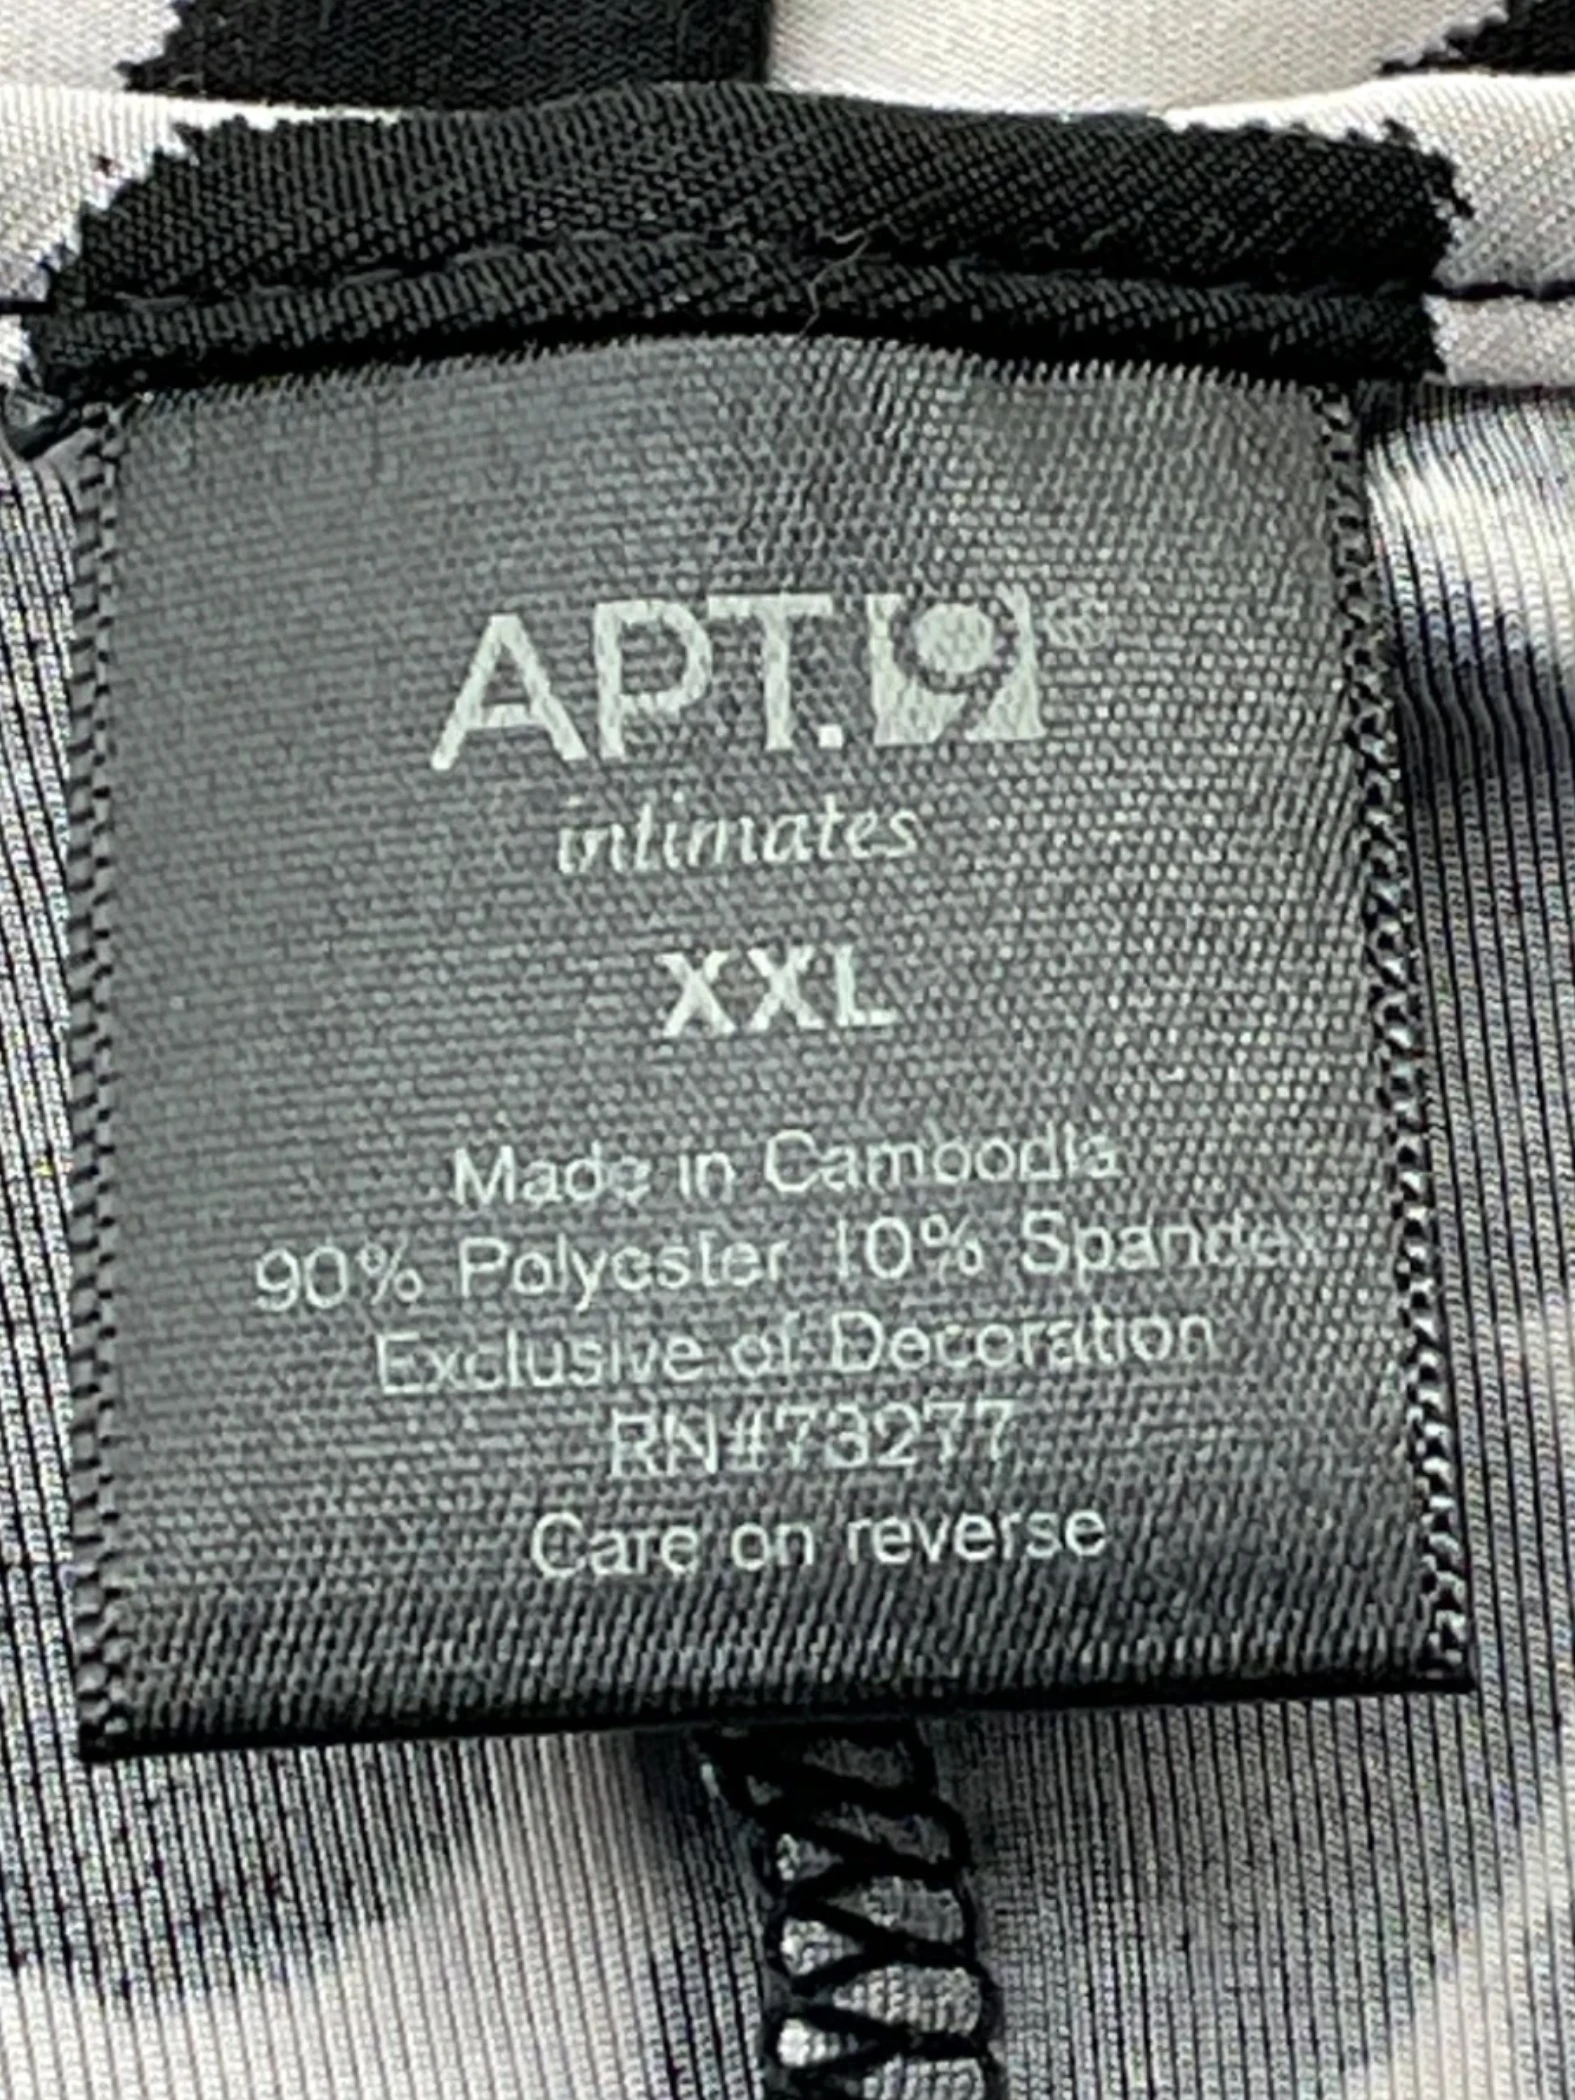 APT.9®
intimates
XXL
Made in Cambodia
90% Polyester 10% Spandex
Exclusive of Decoration
RN#73277
Care on reverse